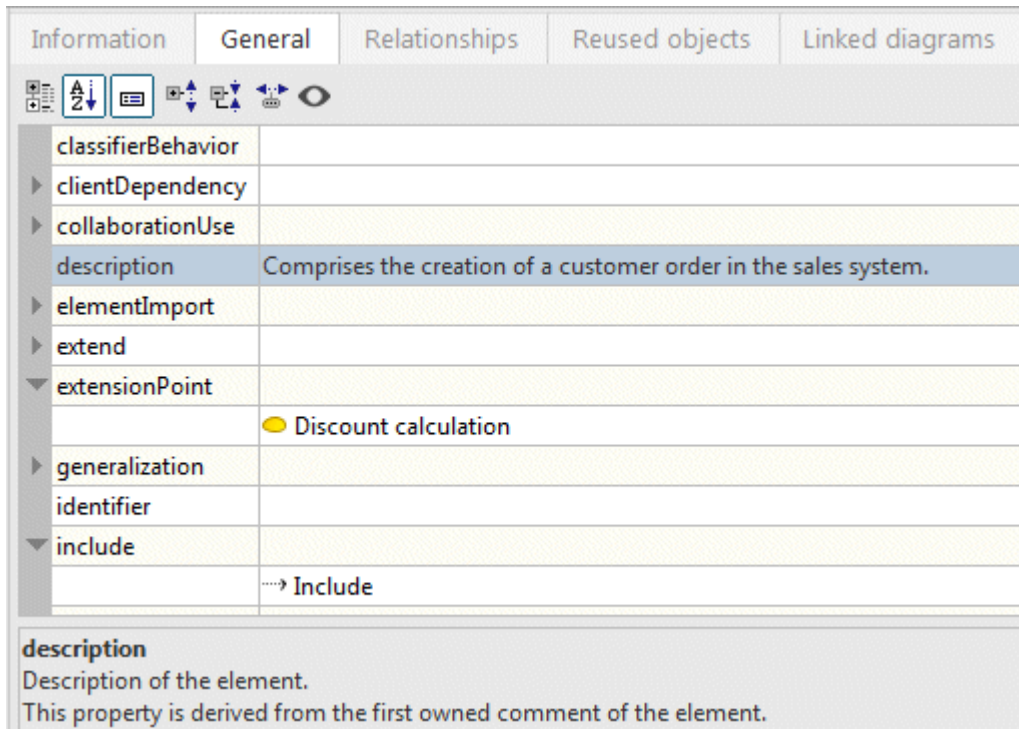 Information General Relationships Reused objects Linked diagrams
A
Z
classifierBehavior
clientDependency
collaborationUse
description Comprises the creation of a customer order in the sales system.
elementImport
extend
extensionPoint
Discount calculation
generalization
identifier
include
Include
description
Description of the element.
This property is derived from the first owned comment of the element.